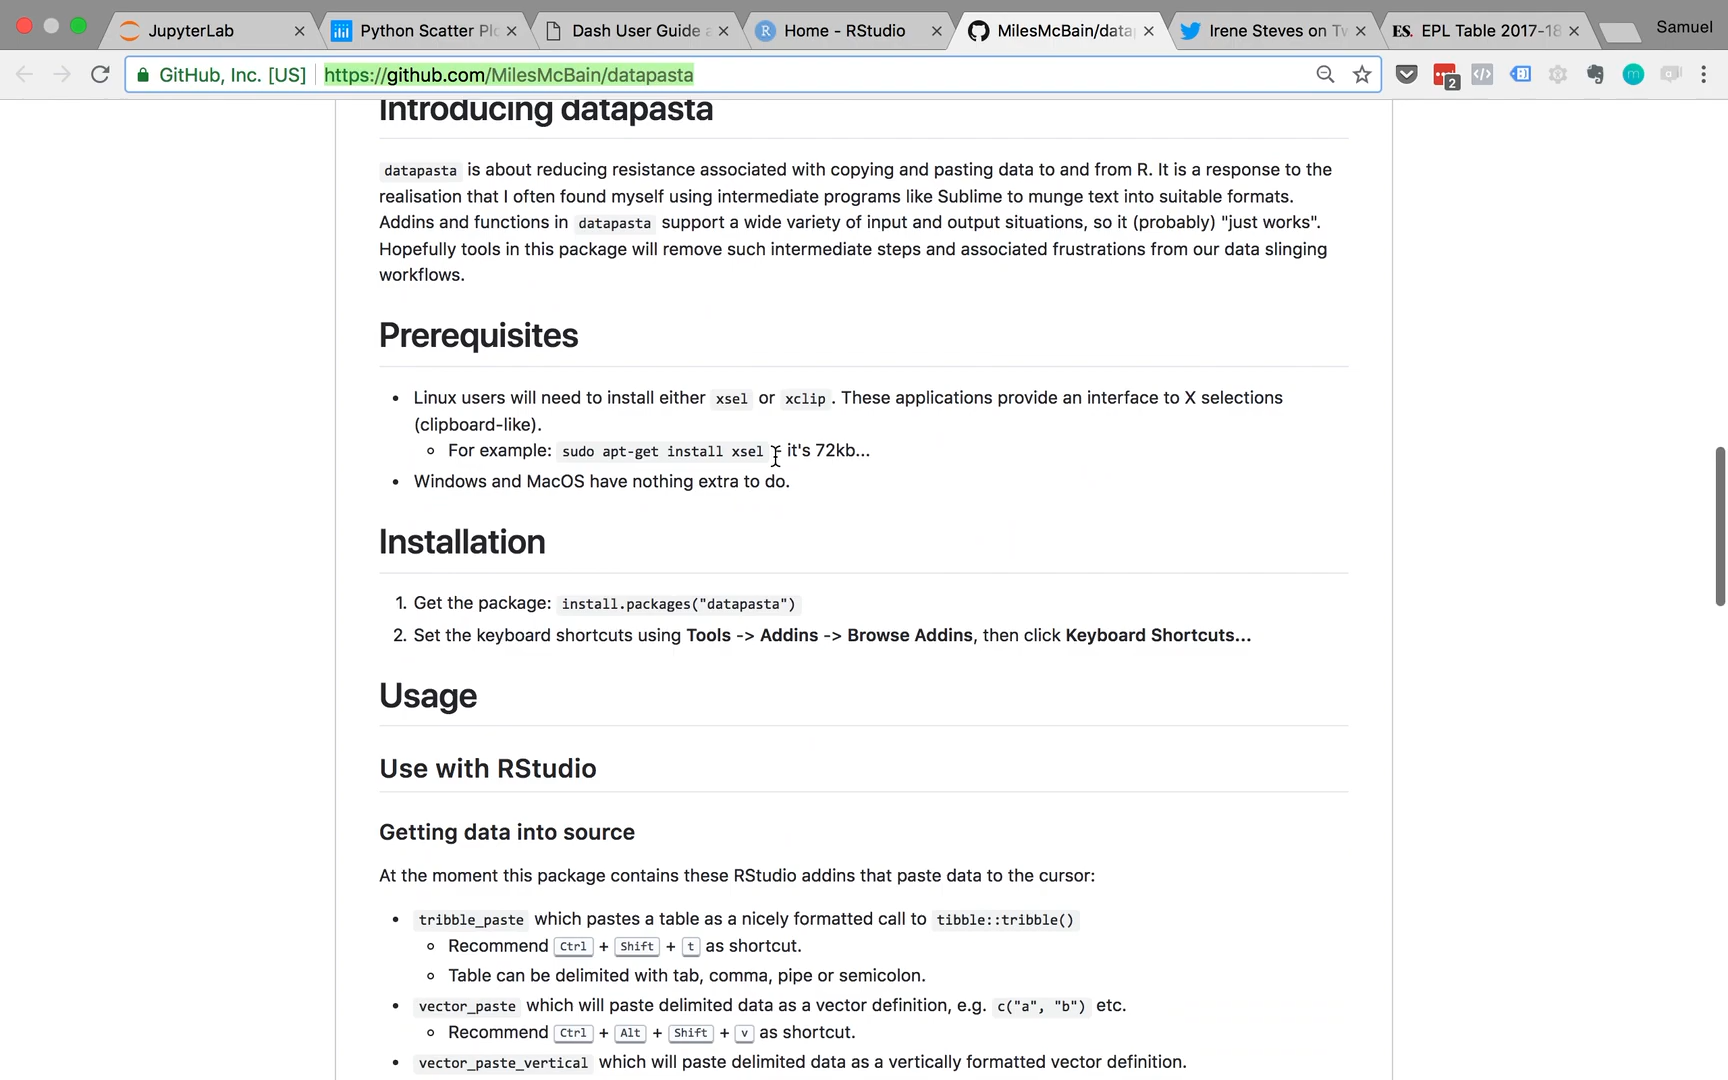 JupyterLab
Python Scatter Plo
Dash User Guide a
Home - RStudio
MilesMcBain/data
Irene Steves on Tw
ES. EPL Table 2017-18
Samuel
GitHub, Inc. [US] https://github.com/MilesMcBain/datapasta
2
m
Introducing datapasta
datapasta is about reducing resistance associated with copying and pasting data to and from R. It is a response to the
realisation that I often found myself using intermediate programs like Sublime to munge text into suitable formats.
Addins and functions in datapasta support a wide variety of input and output situations, so it (probably) "just works".
Hopefully tools in this package will remove such intermediate steps and associated frustrations from our data slinging
workflows.
Prerequisites
• Linux users will need to install either xsel or xclip. These applications provide an interface to X selections
(clipboard-like).
○ For example: sudo apt-get install xsel - it's 72kb...
• Windows and MacOS have nothing extra to do.
Installation
1. Get the package: install.packages("datapasta")
2. Set the keyboard shortcuts using Tools -> Addins -> Browse Addins, then click Keyboard Shortcuts...
Usage
Use with RStudio
Getting data into source
At the moment this package contains these RStudio addins that paste data to the cursor:
• tribble_paste which pastes a table as a nicely formatted call to tibble::tribble()
○ Recommend Ctrl + Shift + t as shortcut.
○ Table can be delimited with tab, comma, pipe or semicolon.
• vector_paste which will paste delimited data as a vector definition, e.g. c("a", "b") etc.
○ Recommend Ctrl + Alt + Shift + v as shortcut.
• vector_paste_vertical which will paste delimited data as a vertically formatted vector definition.